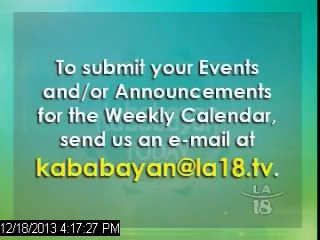 To submit your Events
and/or Announcements
for the Weekly Calendar,
send us an e-mail at
kababayan@la18.tv.
LA
18
12/18/2013 4:17:27 PM